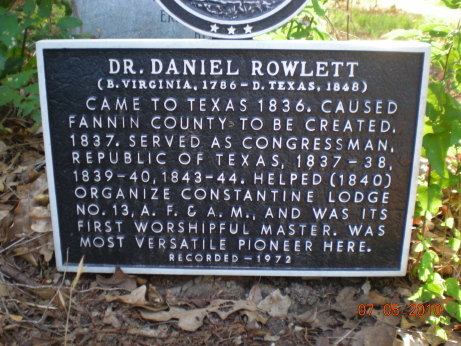 DR. DANIEL ROWLETT
(B. VIRGINIA, 1786 – D. TEXAS, 1848)
CAME TO TEXAS 1836. CAUSED
FANNIN COUNTY TO BE CREATED,
1837. SERVED AS CONGRESSMAN,
REPUBLIC OF TEXAS, 1837 – 38,
1839-40, 1843-44. HELPED (1840)
ORGANIZE CONSTANTINE LODGE
NO. 13, A. F. & A. M., AND WAS ITS
FIRST WORSHIPFUL MASTER. WAS
MOST VERSATILE PIONEER HERE.
RECORDED – 1972
07 05 2010